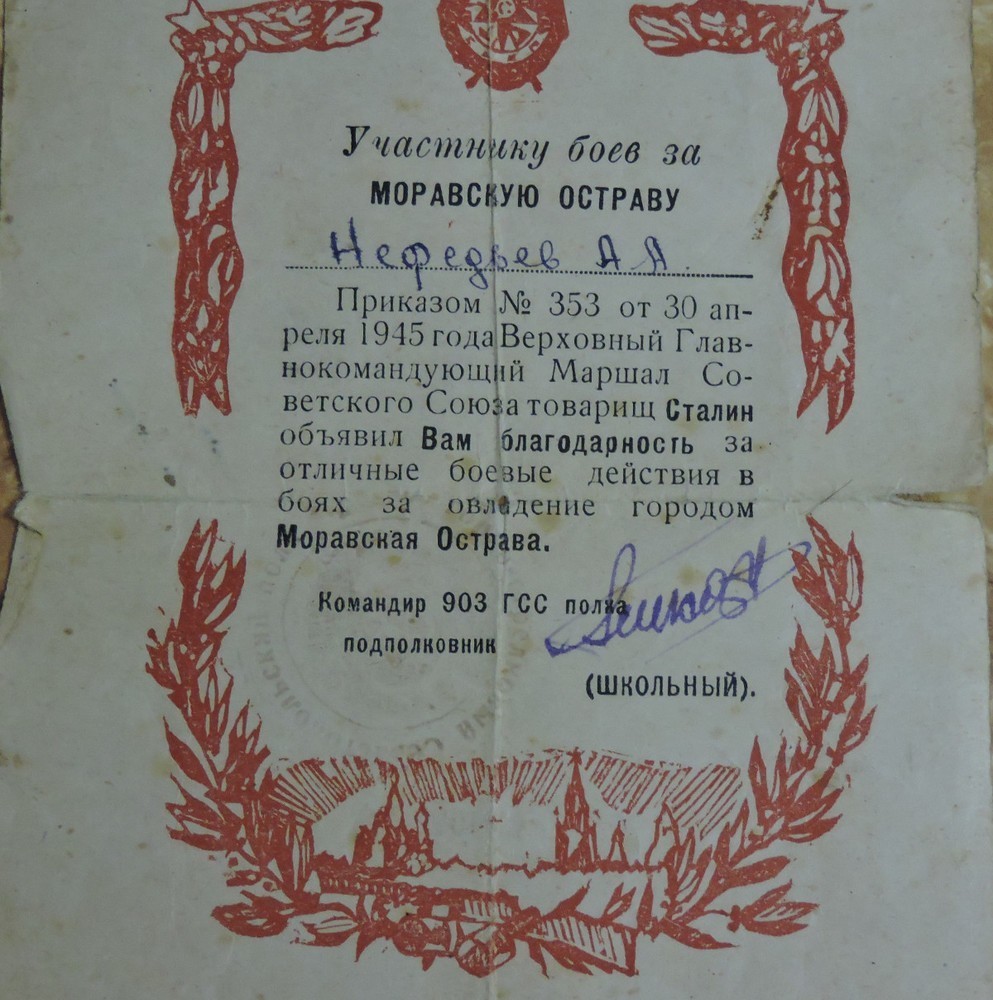 Участнику боев за
МОРАВСКУЮ ОСТРАВУ
Нефедьев А А.
Приказом № 353 от 30 ап-
реля 1945 года Верховный Глав-
нокомандующий Маршал Со-
ветского Союза товарищ Сталин
объявил Вам благодарность за
отличные боевые действия в
боях за овладение городом
Моравская Острава.
Командир 903 ГСС полка
подполковник
(ШКОЛЬНЫЙ).